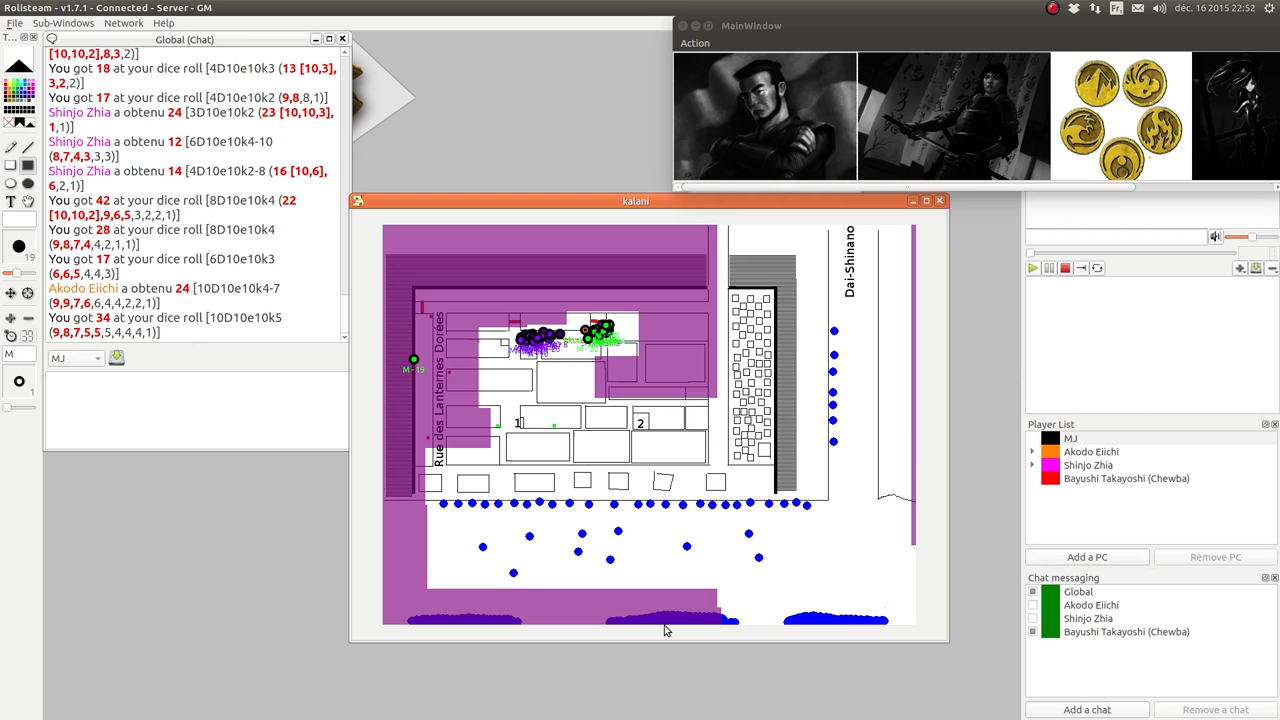 Rolisteam - v1.7.1 - Connected - Server - GM
Fr₁
déc. 16 2015 22:52
File Sub-Windows Network Help
MainWindow
Action
T...
Global (Chat)
[10,10,2],8,3,2)]
You got 18 at your dice roll [4D10e10k3 (13 [10,3],
3,2,2)]
You got 17 at your dice roll [4D10e10k2 (9,8,8,1)]
Shinjo Zhia a obtenu 24 [3D10e10k2 (23 [10,10,3],
1,1)]
Shinjo Zhia a obtenu 12 [6D10e10k4-10
(8,7,4,3,3,3)]
Shinjo Zhia a obtenu 14 [4D10e10k2-8 (16 [10,6],
6,2,1)]
You got 42 at your dice roll [8D10e10k4 (22
[10,10,2],9,6,5,3,2,2,1)]
You got 28 at your dice roll [8D10e10k4
(9,8,7,4,4,2,1,1)]
You got 17 at your dice roll [6D10e10k3
(6,6,5,4,4,3)]
Akodo Eiichi a obtenu 24 [10D10e10k4-7
(9,9,7,6,6,4,4,2,2,1)]
You got 34 at your dice roll [10D10e10k5
(9,8,7,5,5,5,4,4,4,1)]
MJ
19
M
1
kalani
Dai-Shinano
Rue des Lanternes Dorées
M - 19
M - 22
1
2
Player List
MJ
Akodo Eiichi
Shinjo Zhia
Bayushi Takayoshi (Chewba)
Add a PC
Remove PC
Chat messaging
Global
Akodo Eiichi
Shinjo Zhia
Bayushi Takayoshi (Chewba)
Add a chat
Remove a chat